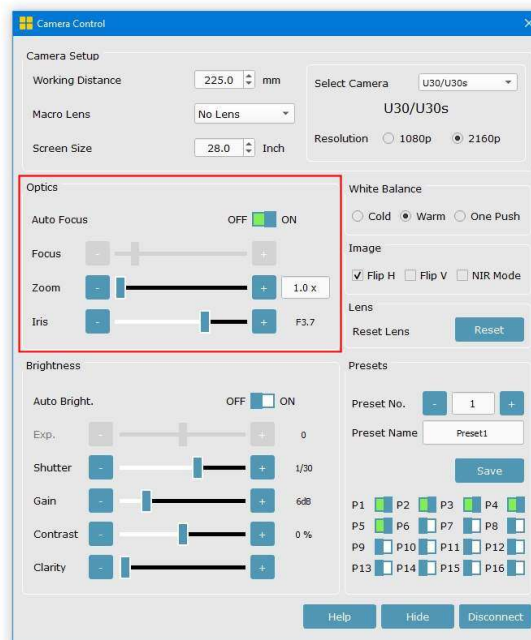 Camera Control
Camera Setup
Working Distance 225.0 mm
Macro Lens No Lens
Screen Size 28.0 Inch
Select Camera U30/U30s
U30/U30s
Resolution 1080p 2160p
Optics
Auto Focus OFF ON
Focus - +
Zoom - + 1.0 x
Iris - + F3.7
White Balance
Cold Warm One Push
Image
Flip H Flip V NIR Mode
Lens
Reset Lens Reset
Brightness
Auto Bright. OFF ON
Exp. - + 0
Shutter - + 1/30
Gain - + 6dB
Contrast - + 0 %
Clarity - +
Presets
Preset No. - 1 +
Preset Name Preset1
Save
P1 P2 P3 P4
P5 P6 P7 P8
P9 P10 P11 P12
P13 P14 P15 P16
Help Hide Disconnect